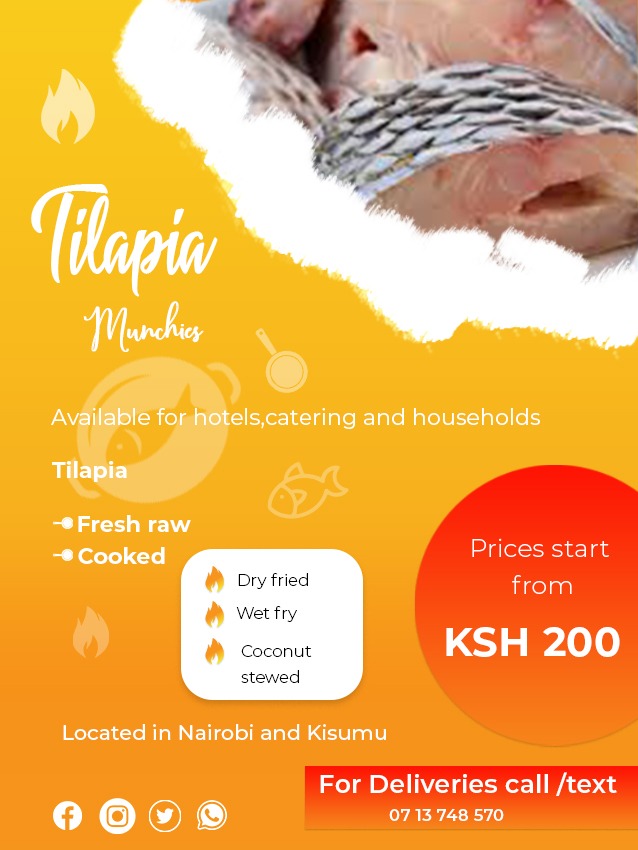 Tilapia
Munchies
Available for hotels,catering and households
Tilapia
Fresh raw
Cooked
Dry fried
Wet fry
Coconut
stewed
Prices start
from
KSH 200
Located in Nairobi and Kisumu
For Deliveries call /text
07 13 748 570